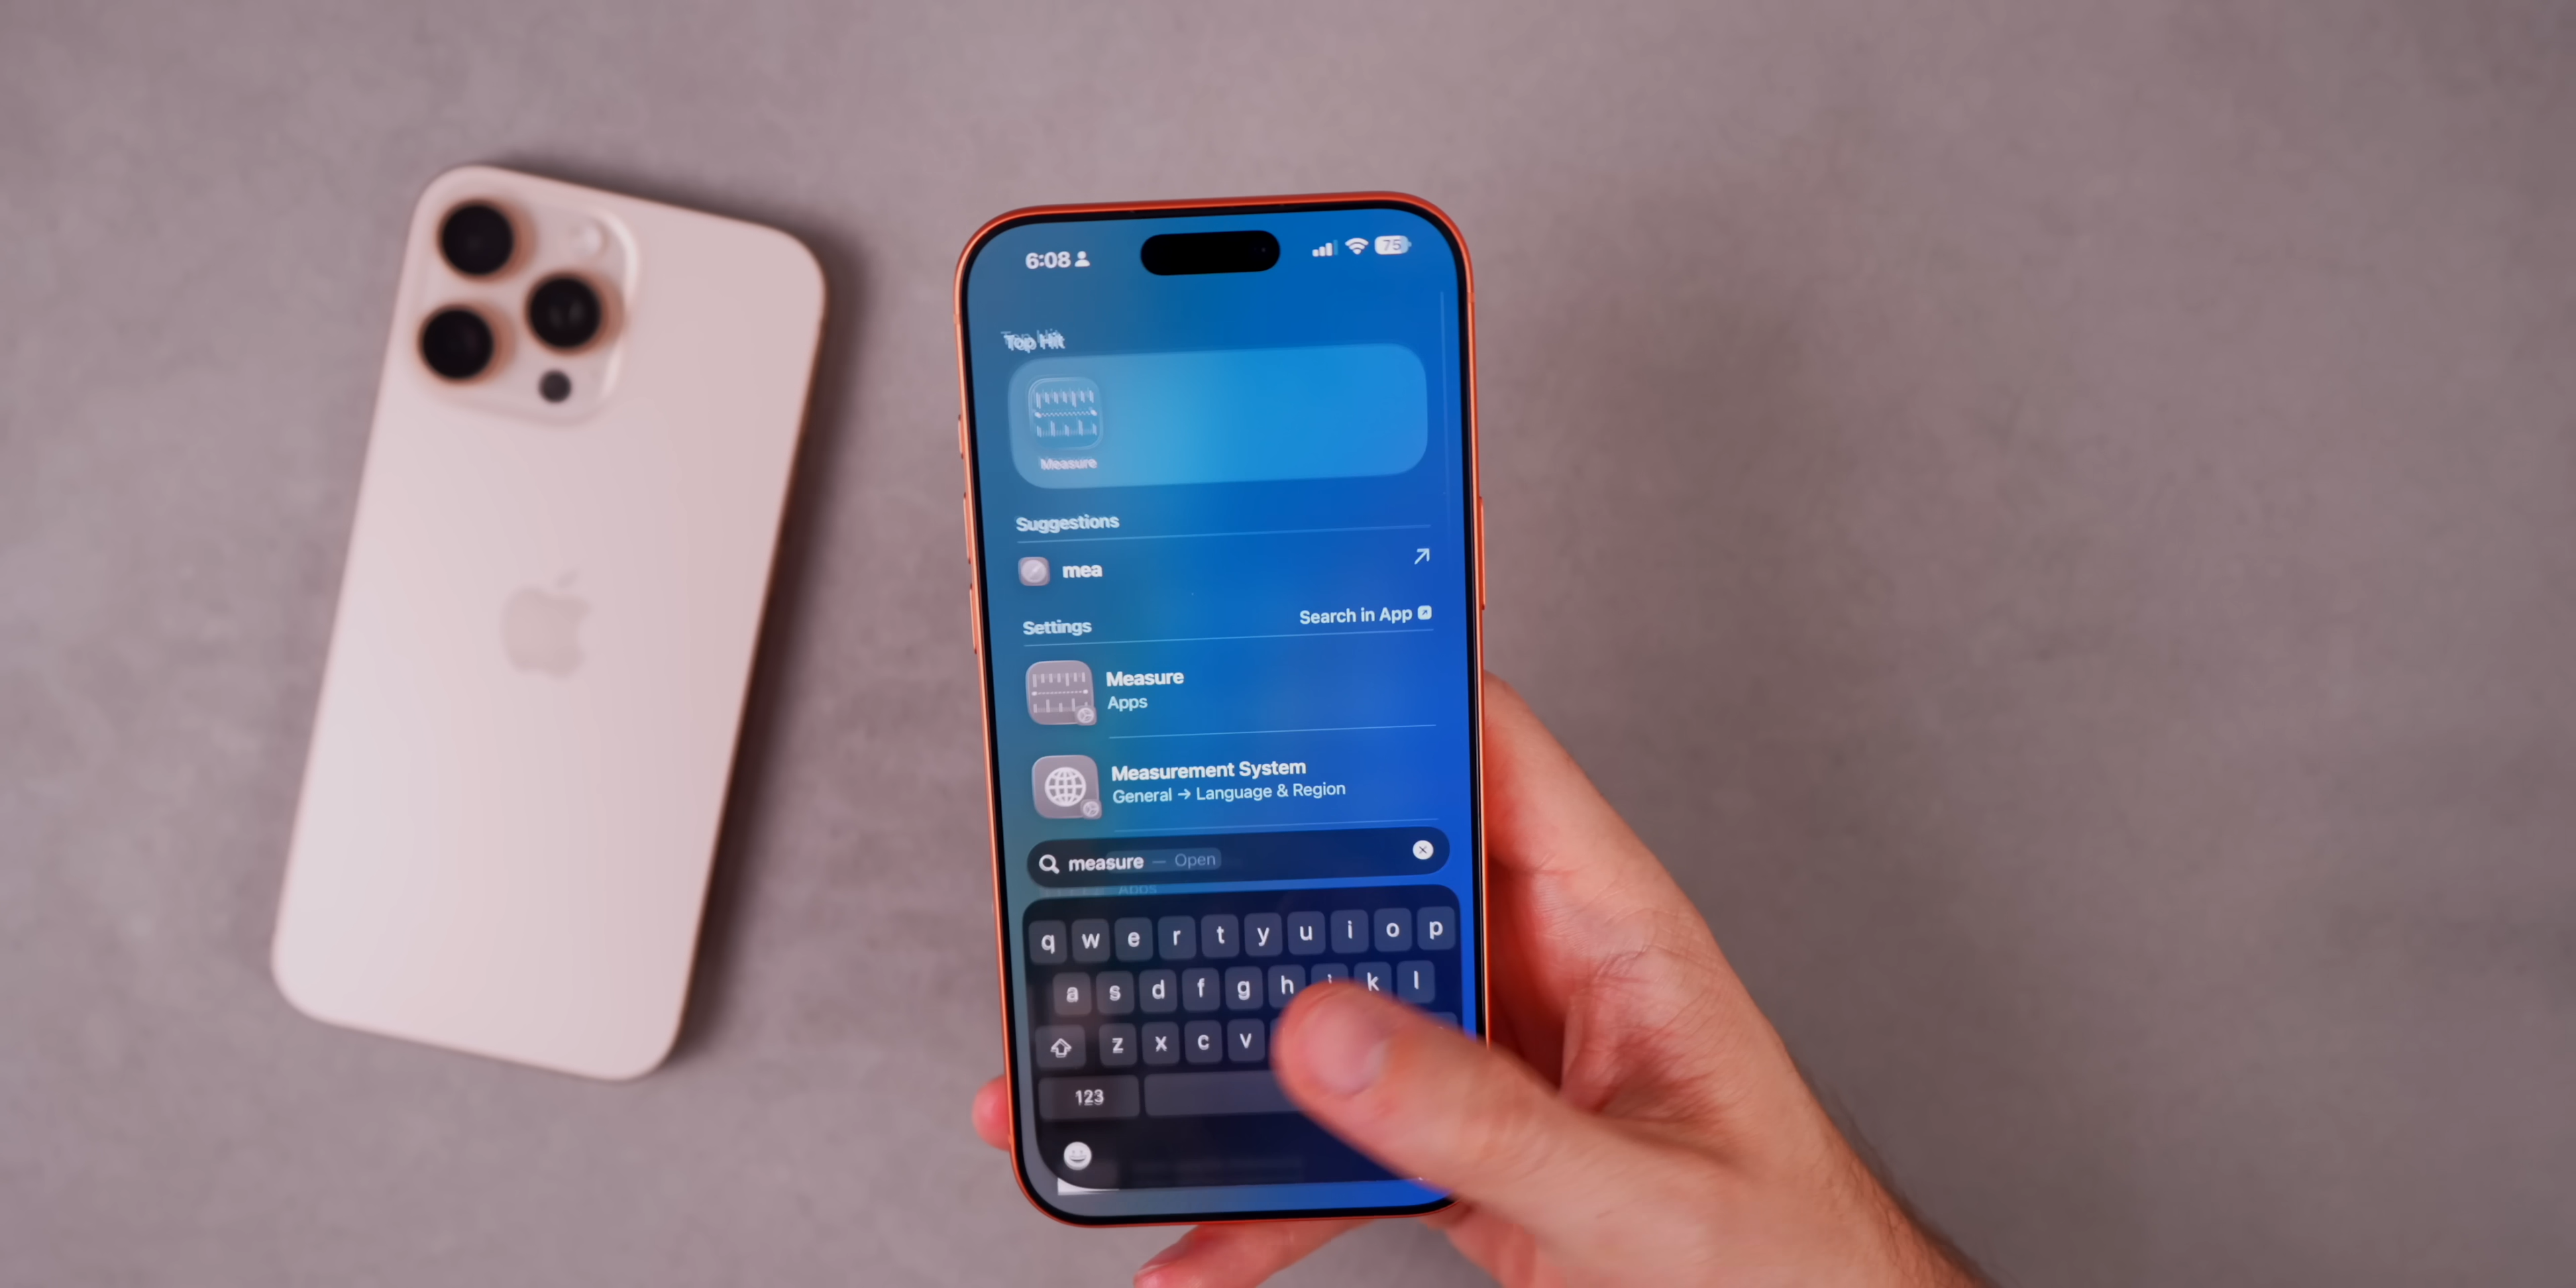 6:08
75
Top Hit
Measure
Suggestions
mea
Settings
Search in App
Measure
Apps
Measurement System
General → Language & Region
measure — Open
Apps
q w e r t y u i o p
a s d f g h j k l
z x c v
123